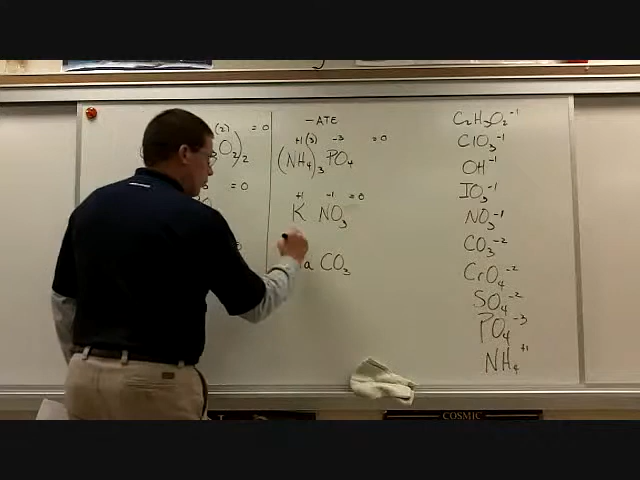 (2) = 0
O₂)₂
= 0
-ATE
+1(3) -3 = 0
(NH₄)₃ PO₄
+1 -1 = 0
K NO₃
a CO₃
C₂H₃O₂⁻¹
ClO₃⁻¹
OH⁻¹
IO₃⁻¹
NO₃⁻¹
CO₃⁻²
CrO₄⁻²
SO₄⁻²
PO₄⁻³
NH₄⁺¹
COSMIC